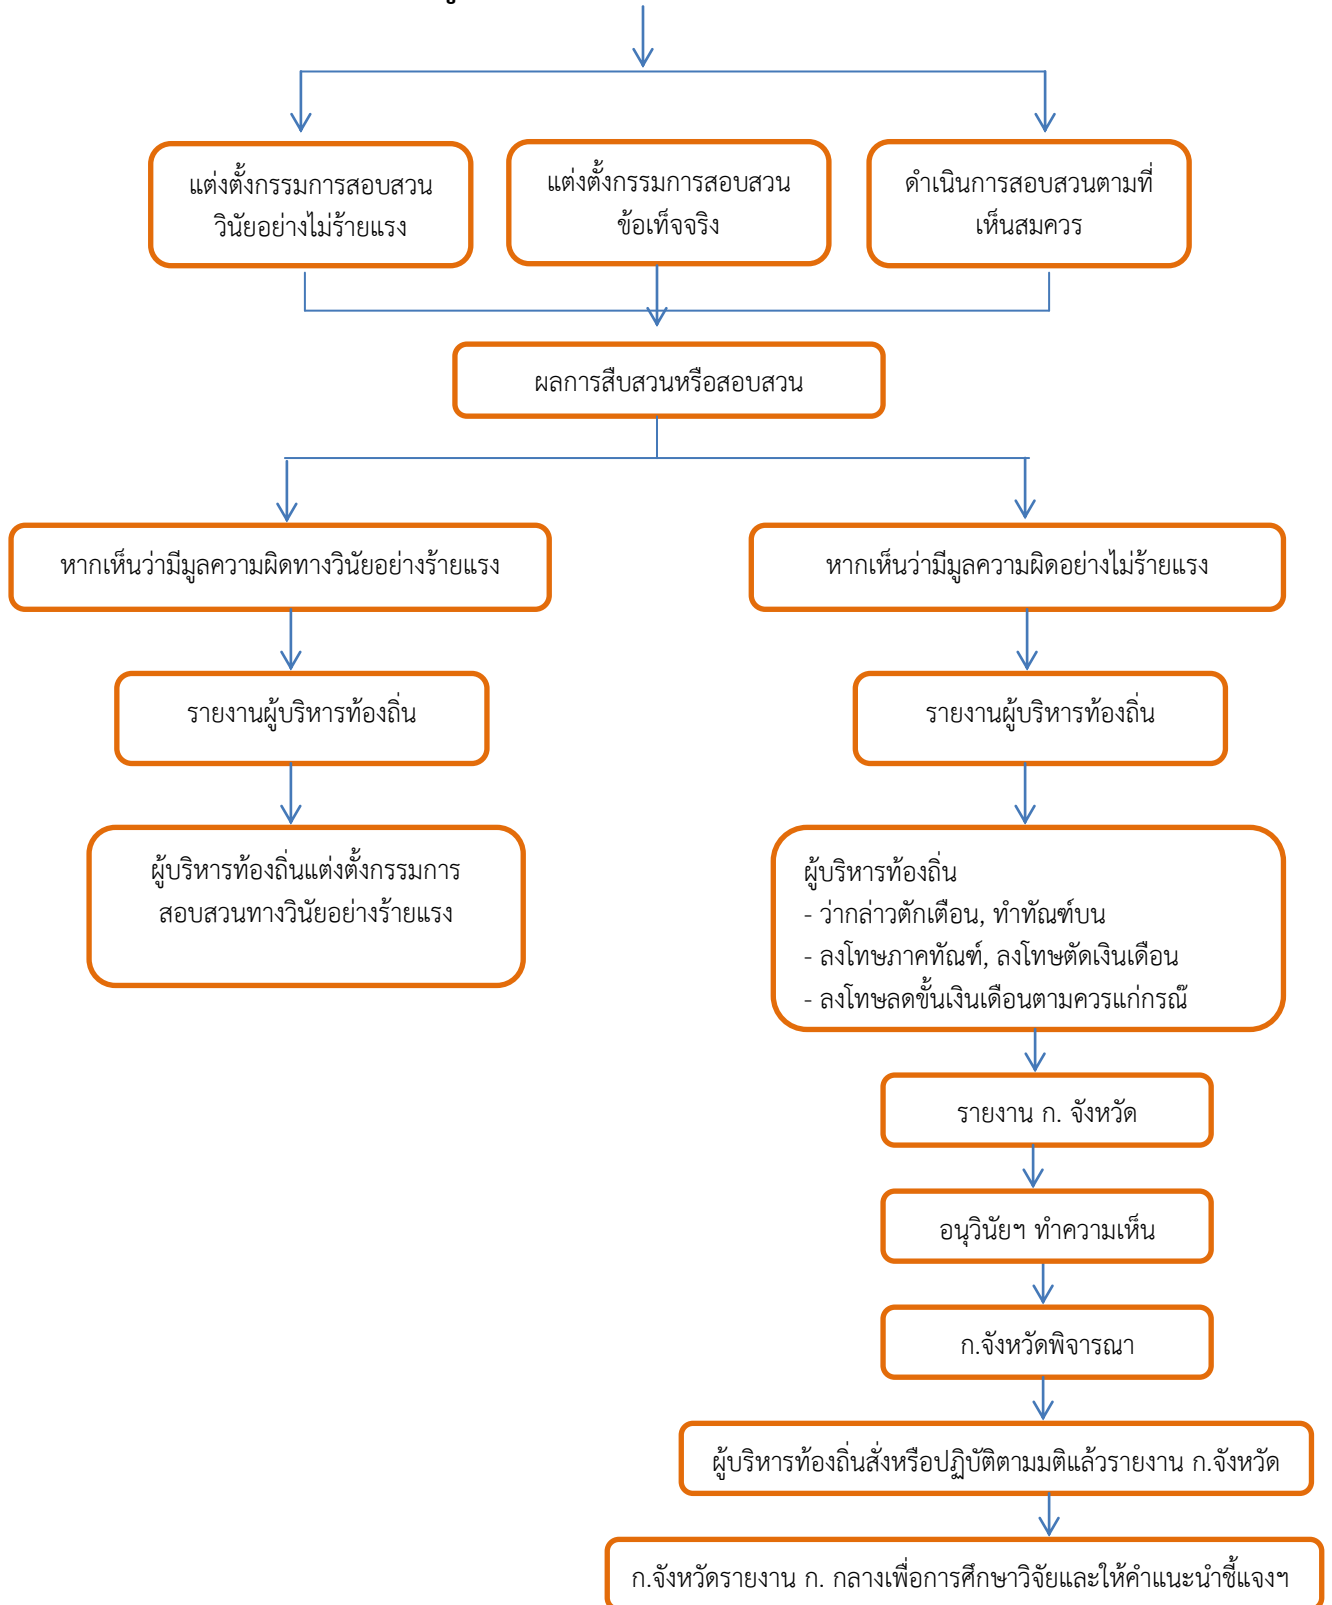 แต่งตั้งกรรมการสอบสวน
วินัยอย่างไม่ร้ายแรง
แต่งตั้งกรรมการสอบสวน
ข้อเท็จจริง
ดำเนินการสอบสวนตามที่
เห็นสมควร
ผลการสืบสวนหรือสอบสวน
หากเห็นว่ามีมูลความผิดทางวินัยอย่างร้ายแรง
หากเห็นว่ามีมูลความผิดอย่างไม่ร้ายแรง
รายงานผู้บริหารท้องถิ่น
รายงานผู้บริหารท้องถิ่น
ผู้บริหารท้องถิ่นแต่งตั้งกรรมการ
สอบสวนทางวินัยอย่างร้ายแรง
ผู้บริหารท้องถิ่น
- ว่ากล่าวตักเตือน, ทำทัณฑ์บน
- ลงโทษภาคทัณฑ์, ลงโทษตัดเงินเดือน
- ลงโทษลดขั้นเงินเดือนตามควรแก่กรณ๊
รายงาน ก. จังหวัด
อนุวินัยฯ ทำความเห็น
ก.จังหวัดพิจารณา
ผู้บริหารท้องถิ่นสั่งหรือปฏิบัติตามมติแล้วรายงาน ก.จังหวัด
ก.จังหวัดรายงาน ก. กลางเพื่อการศึกษาวิจัยและให้คำแนะนำชี้แจงฯ